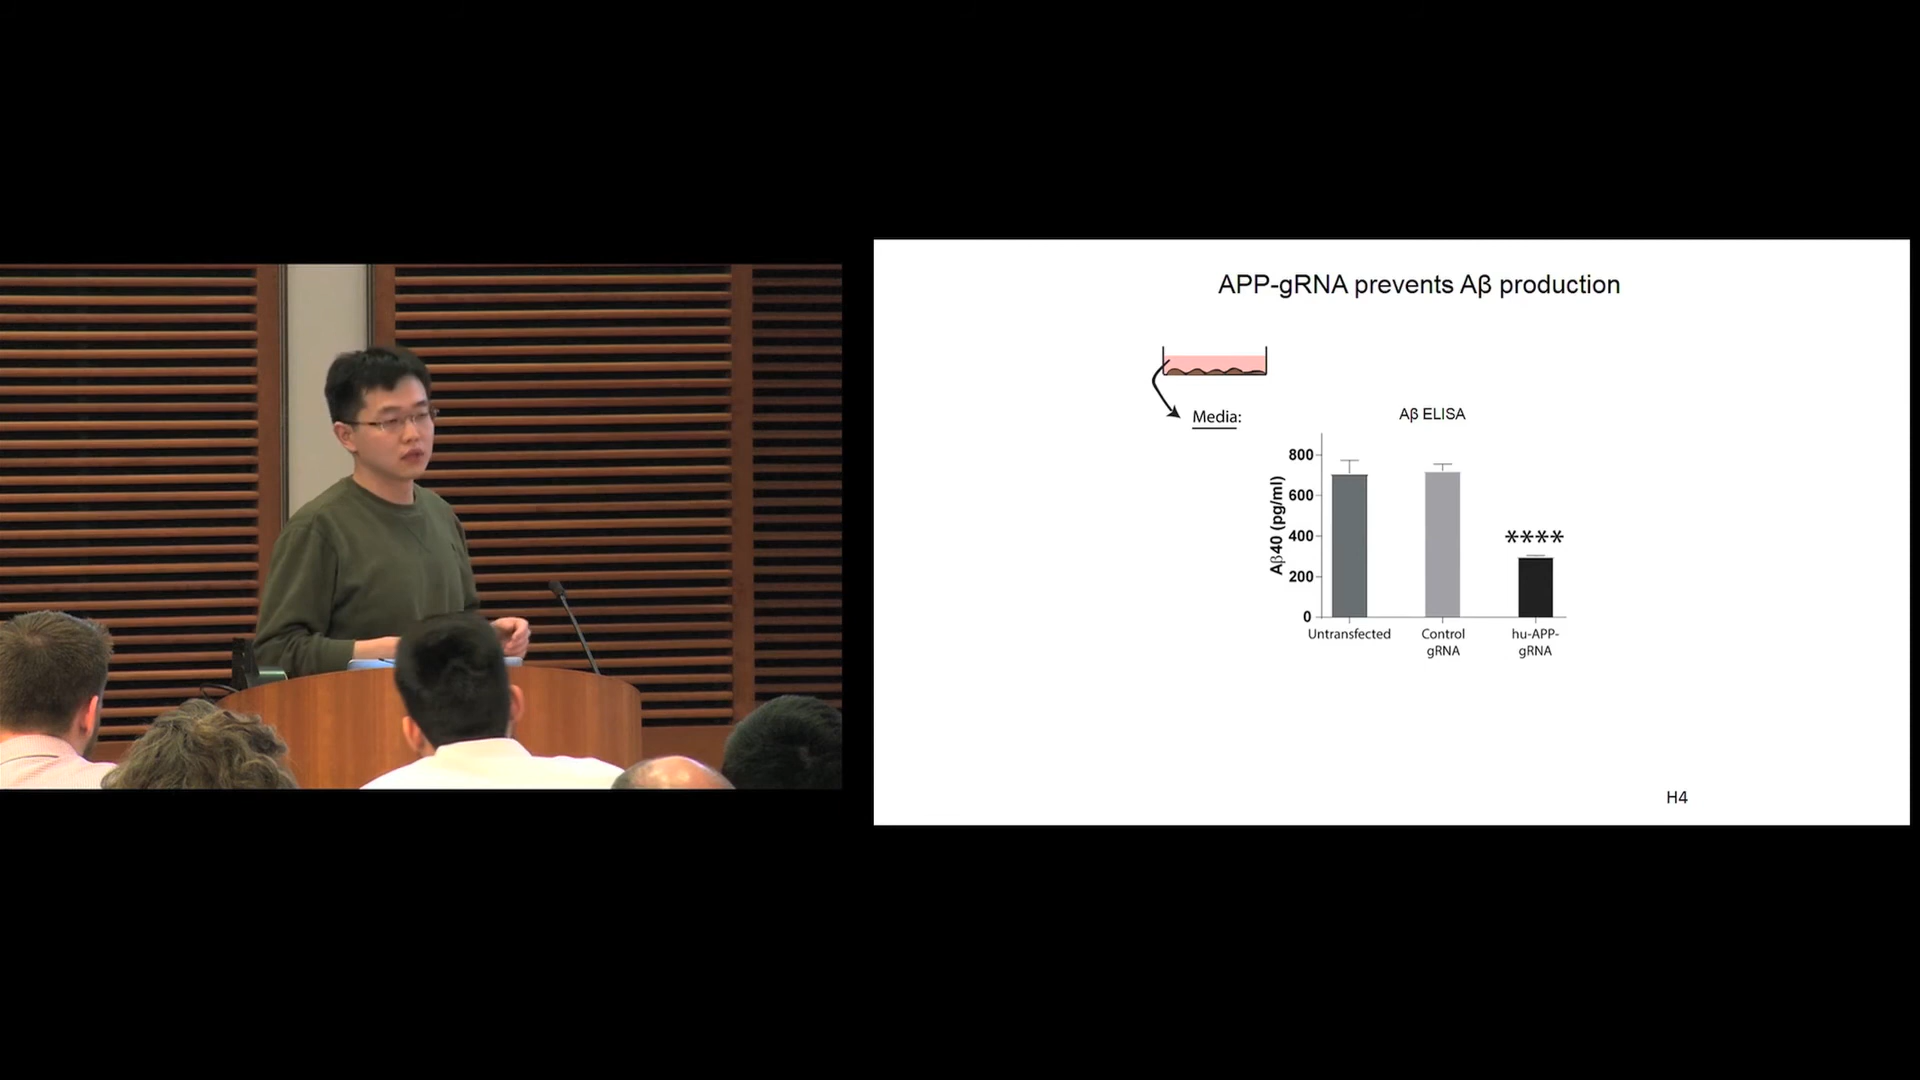 APP-gRNA prevents Aβ production
Media:
Aβ ELISA
Aβ40 (pg/ml)
800
600
400
200
0
****
Untransfected
Control
gRNA
hu-APP-
gRNA
H4